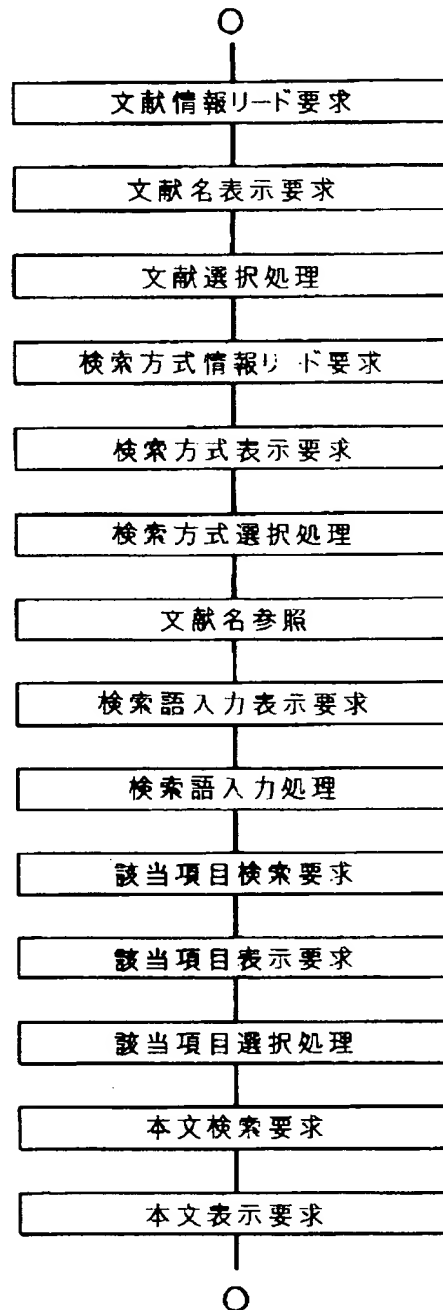 文献情報リード要求
文献名表示要求
文献選択処理
検索方式情報リード要求
検索方式表示要求
検索方式選択処理
文献名参照
検索語入力表示要求
検索語入力処理
該当項目検索要求
該当項目表示要求
該当項目選択処理
本文検索要求
本文表示要求